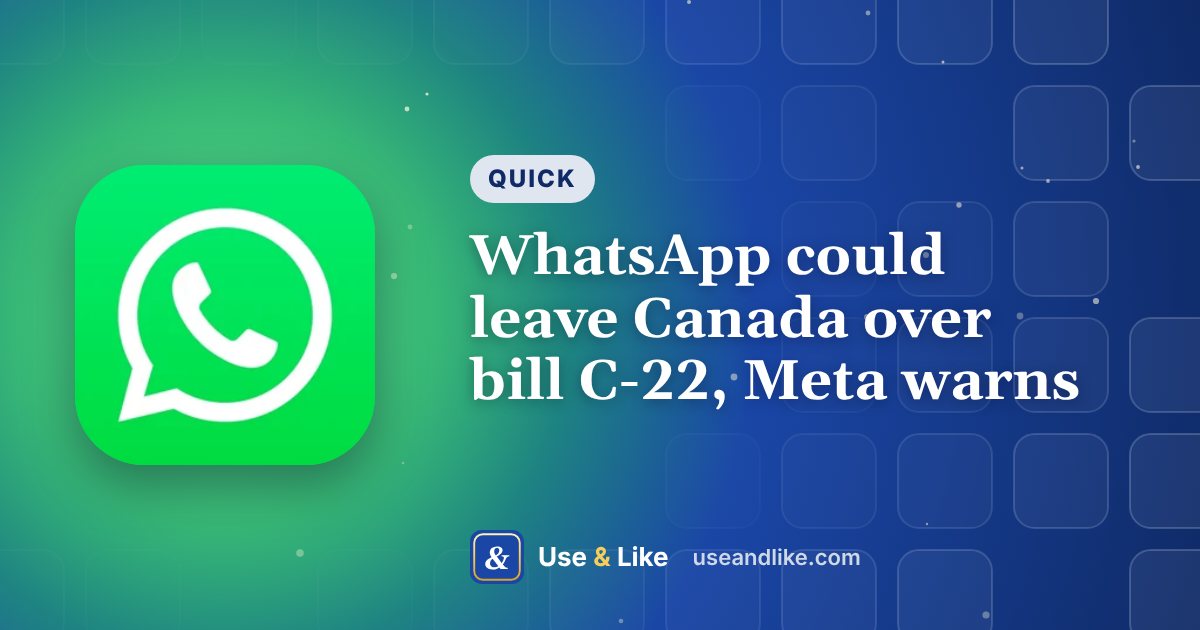 QUICK
WhatsApp could
leave Canada over
bill C-22, Meta warns
& Use & Like useandlike.com